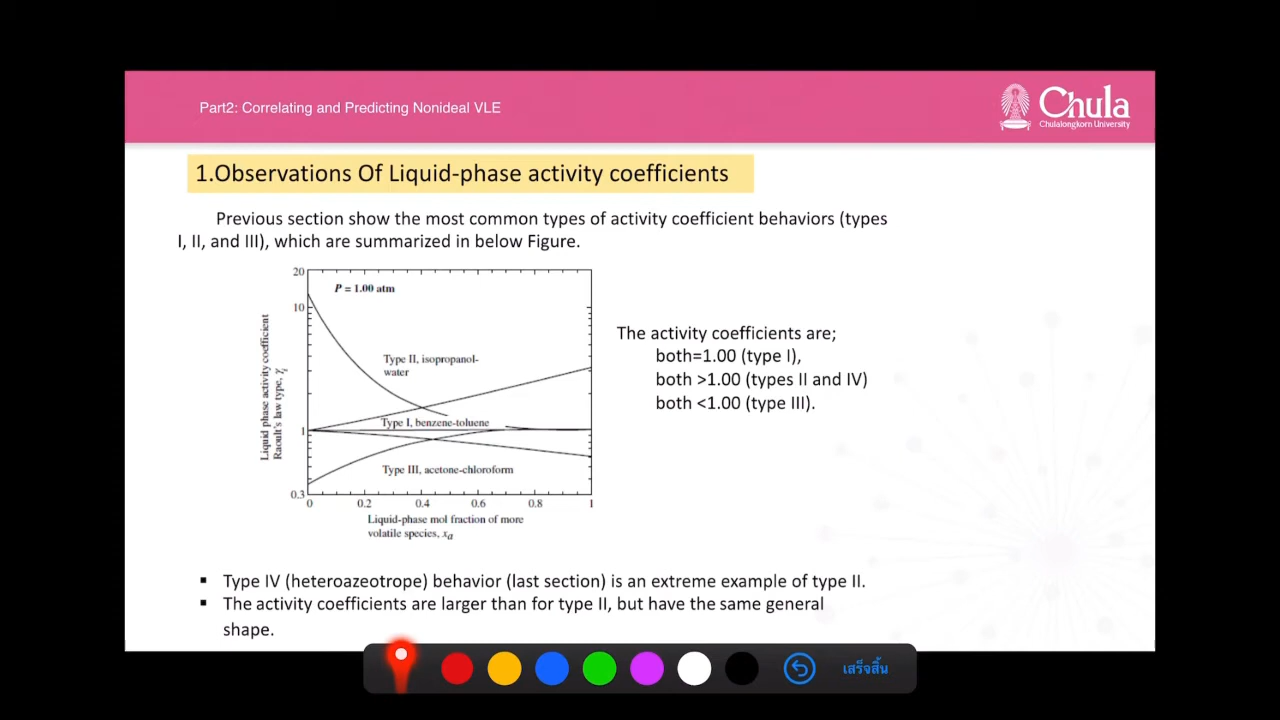 Part2: Correlating and Predicting Nonideal VLE
Chula
Chulalongkorn University
1.Observations Of Liquid-phase activity coefficients
Previous section show the most common types of activity coefficient behaviors (types
I, II, and III), which are summarized in below Figure.
20
10
1
0.3
Liquid phase activity coefficient
Raoult's law type, γi
P = 1.00 atm
Type II, isopropanol-
water
Type I, benzene-toluene
Type III, acetone-chloroform
0 0.2 0.4 0.6 0.8 1
Liquid-phase mol fraction of more
volatile species, xa
The activity coefficients are;
both=1.00 (type I),
both >1.00 (types II and IV)
both <1.00 (type III).
▪ Type IV (heteroazeotrope) behavior (last section) is an extreme example of type II.
▪ The activity coefficients are larger than for type II, but have the same general
shape.
เสร็จสิ้น